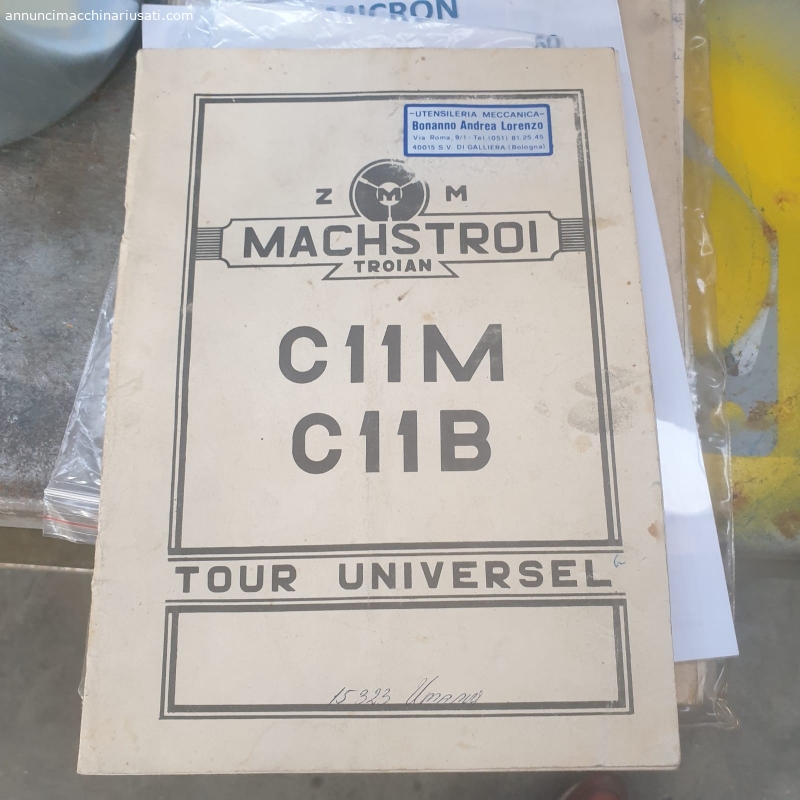 annuncimacchinariusati.com
MICRON
50
-UTENSILERIA MECCANICA-
Bonanno Andrea Lorenzo
Via Roma, 9/1 - Tel. (051) 81.25.45
40015 S.V. DI GALLIERA (Bologna)
Z M M
MACHSTROI
TROIAN
C11M
C11B
TOUR UNIVERSEL
15323